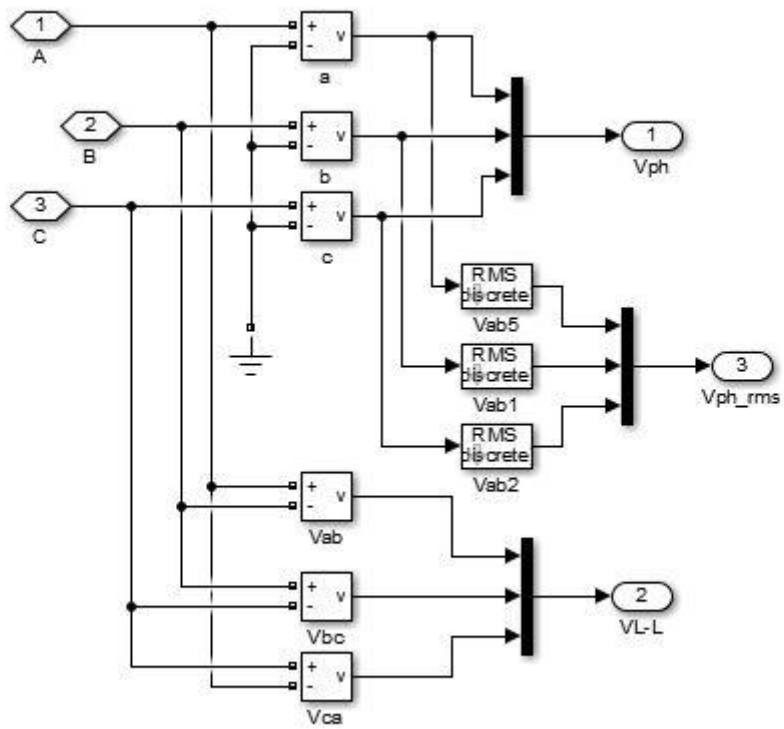 1
A
+
-
v
a
2
B
+
-
v
b
1
Vph
3
C
+
-
v
c
RMS
discrete
Vab5
RMS
discrete
Vab1
3
Vph_rms
RMS
discrete
Vab2
+
-
v
Vab
+
-
v
Vbc
2
VL-L
+
-
v
Vca